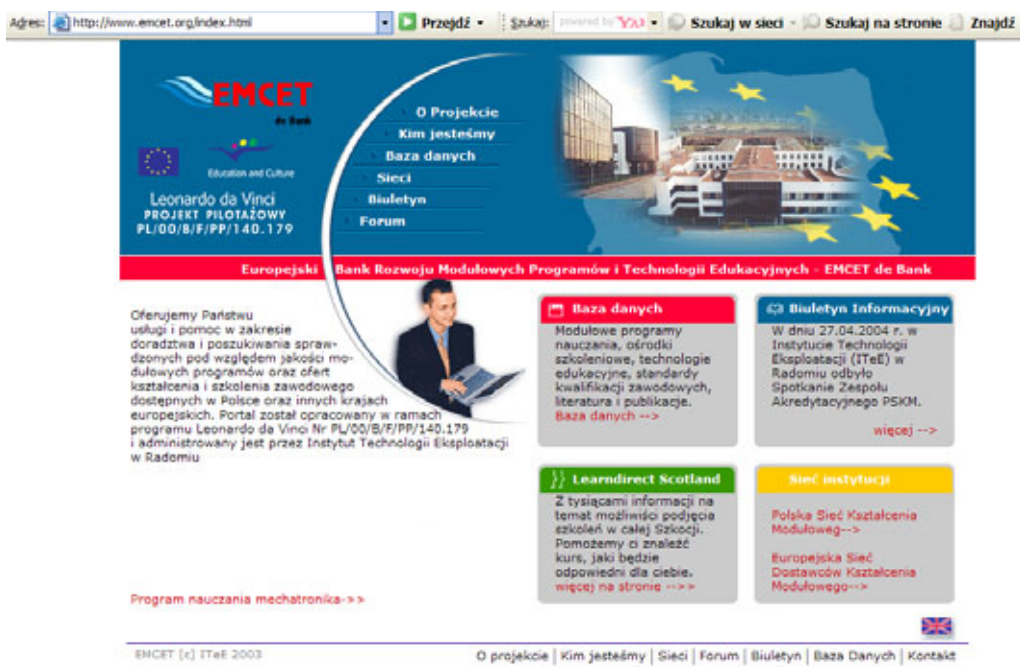 Adres: http://www.emcet.org/index.html Przejdź Szukaj: powered by Szukaj w sieci Szukaj na stronie Znajdź
EMCET
de Bank
Education and Culture
Leonardo da Vinci
PROJEKT PILOTAŻOWY
PL/00/B/F/PP/140.179
O Projekcie
Kim jesteśmy
Baza danych
Sieci
Biuletyn
Forum
Europejski Bank Rozwoju Modułowych Programów i Technologii Edukacyjnych - EMCET de Bank
Oferujemy Państwu
usługi i pomoc w zakresie
doradztwa i poszukiwania spraw-
dzonych pod względem jakości mo-
dułowych programów oraz ofert
kształcenia i szkolenia zawodowego
dostępnych w Polsce oraz innych krajach
europejskich. Portal został opracowany w ramach
programu Leonardo da Vinci Nr PL/00/B/F/PP/140.179
i administrowany jest przez Instytut Technologii Eksploatacji
w Radomiu
Program nauczania mechatronika->>
Baza danych
Modułowe programy
nauczania, ośrodki
szkoleniowe, technologie
edukacyjne, standardy
kwalifikacji zawodowych,
literatura i publikacje.
Baza danych -->
Biuletyn Informacyjny
W dniu 27.04.2004 r. w
Instytucie Technologii
Eksploatacji (ITeE) w
Radomiu odbyło
Spotkanie Zespołu
Akredytacyjnego PSKM.
więcej -->
Learndirect Scotland
Z tysiącami informacji na
temat możliwości podjęcia
szkoleń w całej Szkocji.
Pomożemy ci znaleźć
kurs, jaki będzie
odpowiedni dla ciebie.
więcej na stronie -->>
Sieć instytucji
Polska Sieć Kształcenia
Modułoweg-->
Europejska Sieć
Dostawców Kształcenia
Modułowego-->
EMCET (c) ITeE 2003
O projekcie | Kim jesteśmy | Sieci | Forum | Biuletyn | Baza Danych | Kontakt